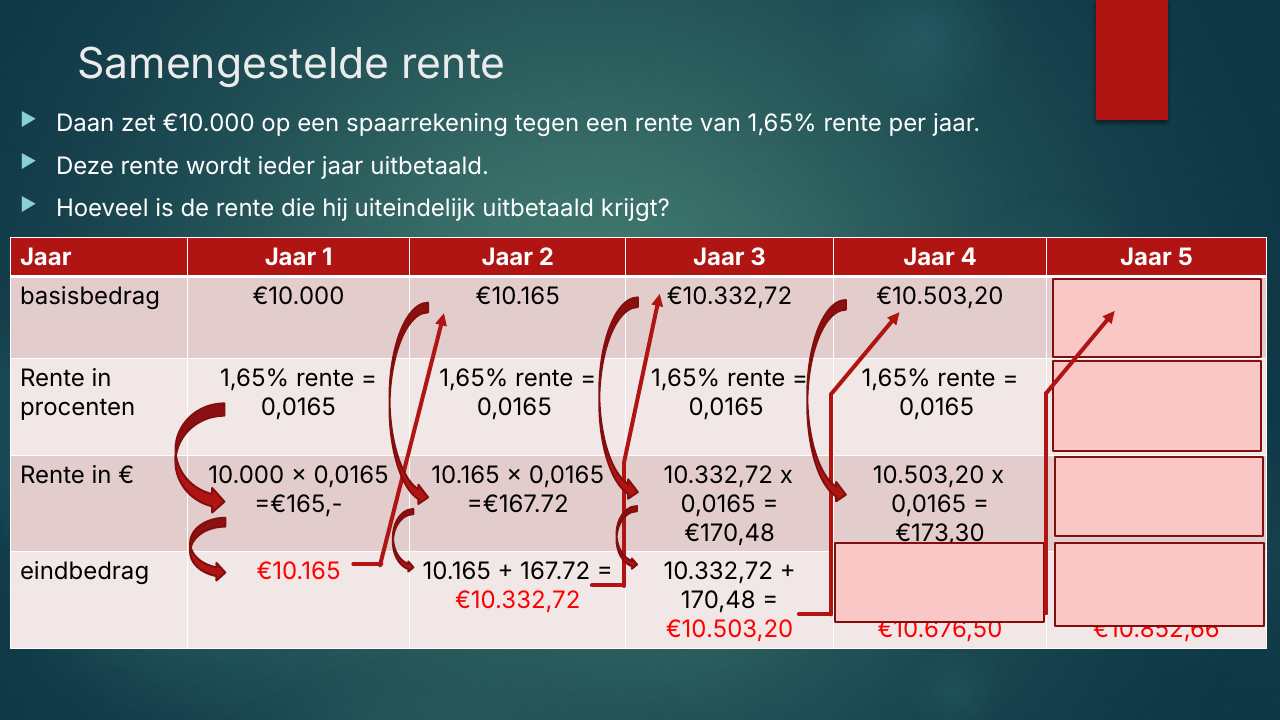 Samengestelde rente
Daan zet €10.000 op een spaarrekening tegen een rente van 1,65% rente per jaar.
Deze rente wordt ieder jaar uitbetaald.
Hoeveel is de rente die hij uiteindelijk uitbetaald krijgt?
Jaar Jaar 1 Jaar 2 Jaar 3 Jaar 4 Jaar 5
basisbedrag €10.000 €10.165 €10.332,72 €10.503,20
Rente in 1,65% rente = 1,65% rente = 1,65% rente = 1,65% rente =
procenten 0,0165 0,0165 0,0165 0,0165
Rente in € 10.000 × 0,0165 10.165 × 0,0165 10.332,72 x 10.503,20 x
=€165,- =€167.72 0,0165 = 0,0165 =
€170,48 €173,30
eindbedrag €10.165 10.165 + 167.72 = 10.332,72 +
€10.332,72 170,48 =
€10.503,20 €10.676,50 €10.852,66